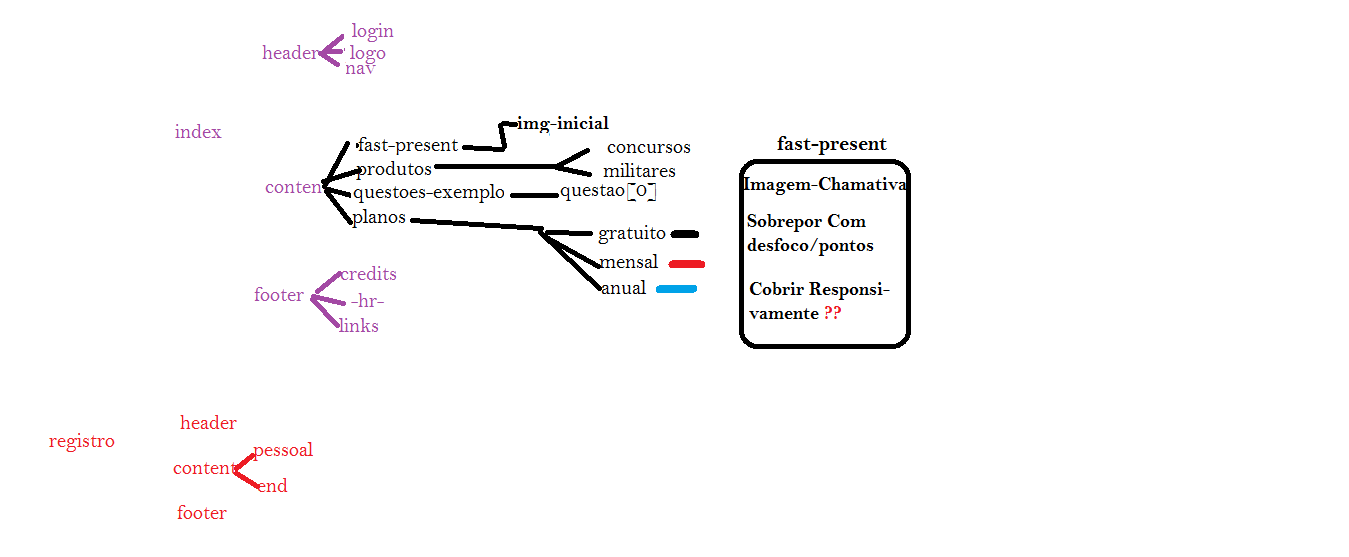 login
header
logo
nav
index
img-inicial
fast-present
concursos
produtos
militares
conten
questoes-exemplo
questao[0]
planos
gratuito
mensal
anual
credits
footer
-hr-
links
fast-present
Imagem-Chamativa
Sobrepor Com
desfoco/pontos
Cobrir Responsi-
vamente ??
header
registro
pessoal
content
end
footer